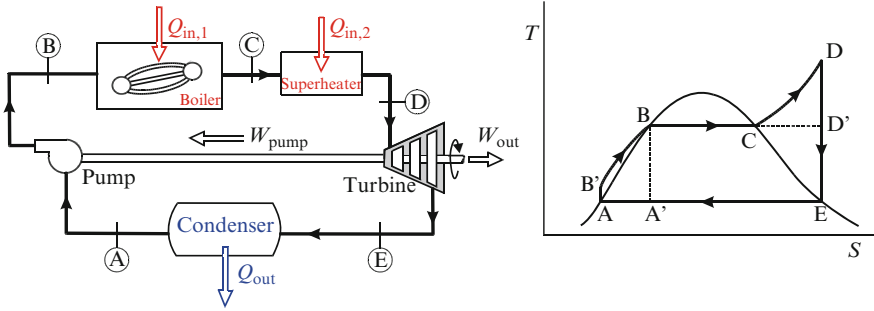 Q_in,1
Q_in,2
B
C
Boiler
Superheater
D
W_pump
W_out
Pump
Turbine
Condenser
A
E
Q_out
T
D
B
C
D'
B'
A
A'
E
S